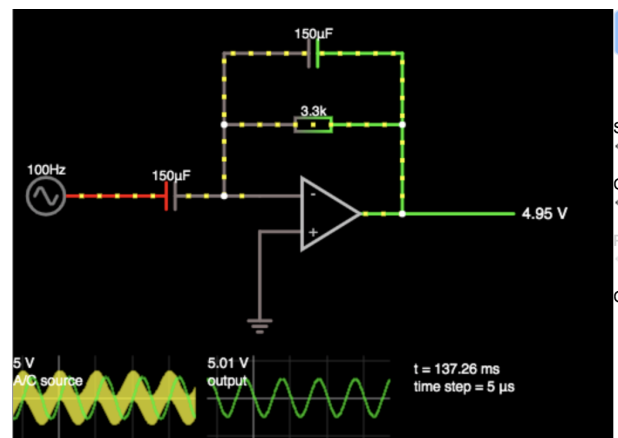 150µF
3.3k
100Hz
150µF
-
+
4.95 V
5 V
A/C source
5.01 V
output
t = 137.26 ms
time step = 5 µs